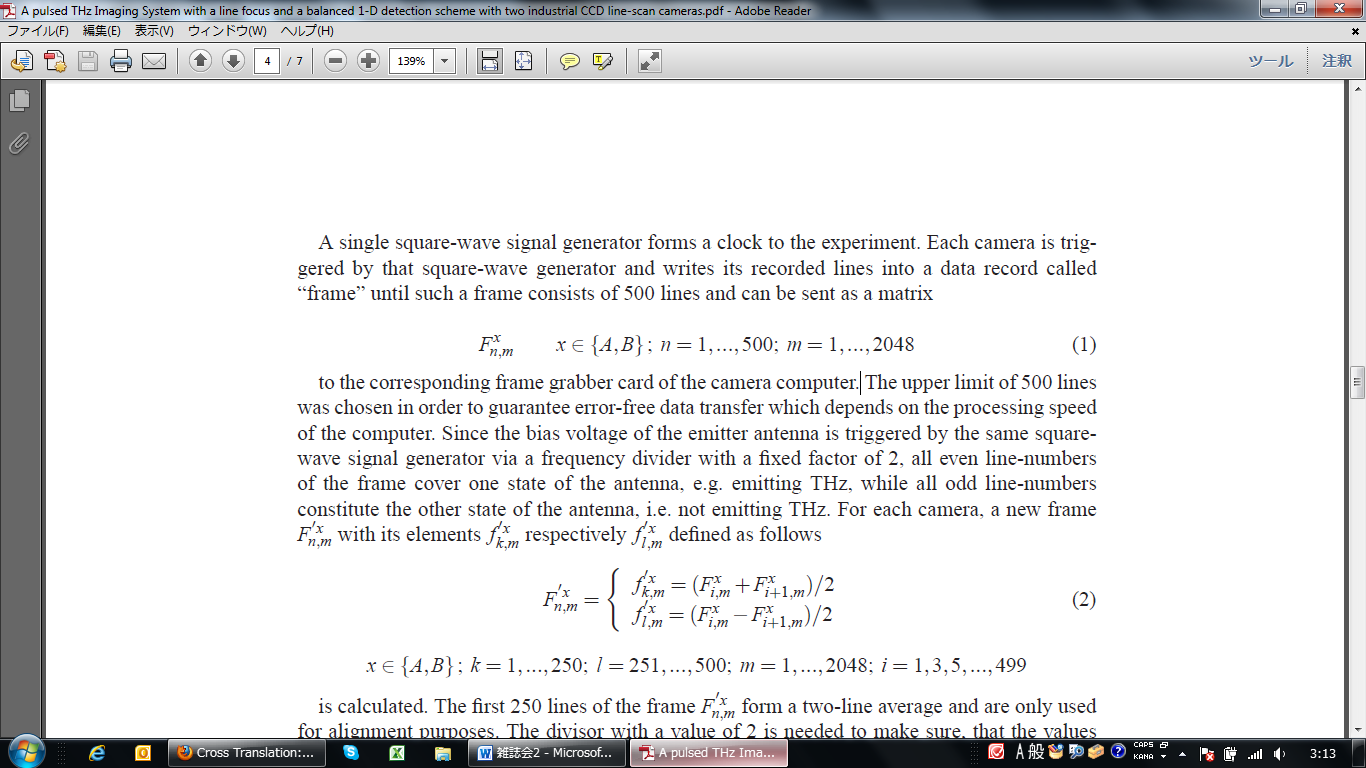 A pulsed THz Imaging System with a line focus and a balanced 1-D detection scheme with two industrial CCD line-scan cameras.pdf - Adobe Reader
ファイル(F) 編集(E) 表示(V) ウィンドウ(W) ヘルプ(H)
4 / 7 139% ツール 注釈
A single square-wave signal generator forms a clock to the experiment. Each camera is trig-
gered by that square-wave generator and writes its recorded lines into a data record called
“frame” until such a frame consists of 500 lines and can be sent as a matrix
F^x_{n,m} x ∈ {A,B}; n = 1,...,500; m = 1,...,2048 (1)
to the corresponding frame grabber card of the camera computer. The upper limit of 500 lines
was chosen in order to guarantee error-free data transfer which depends on the processing speed
of the computer. Since the bias voltage of the emitter antenna is triggered by the same square-
wave signal generator via a frequency divider with a fixed factor of 2, all even line-numbers
of the frame cover one state of the antenna, e.g. emitting THz, while all odd line-numbers
constitute the other state of the antenna, i.e. not emitting THz. For each camera, a new frame
F'^x_{n,m} with its elements f'^x_{k,m} respectively f'^x_{l,m} defined as follows
F'^x_{n,m} = { f'^x_{k,m} = (F^x_{i,m} + F^x_{i+1,m})/2
f'^x_{l,m} = (F^x_{i,m} − F^x_{i+1,m})/2 (2)
x ∈ {A,B}; k = 1,...,250; l = 251,...,500; m = 1,...,2048; i = 1,3,5,...,499
is calculated. The first 250 lines of the frame F'^x_{n,m} form a two-line average and are only used
for alignment purposes. The divisor with a value of 2 is needed to make sure, that the values
Cross Translation:... 雑誌会2 - Microsof... A pulsed THz Ima... A 般 CAPS KANA 3:13